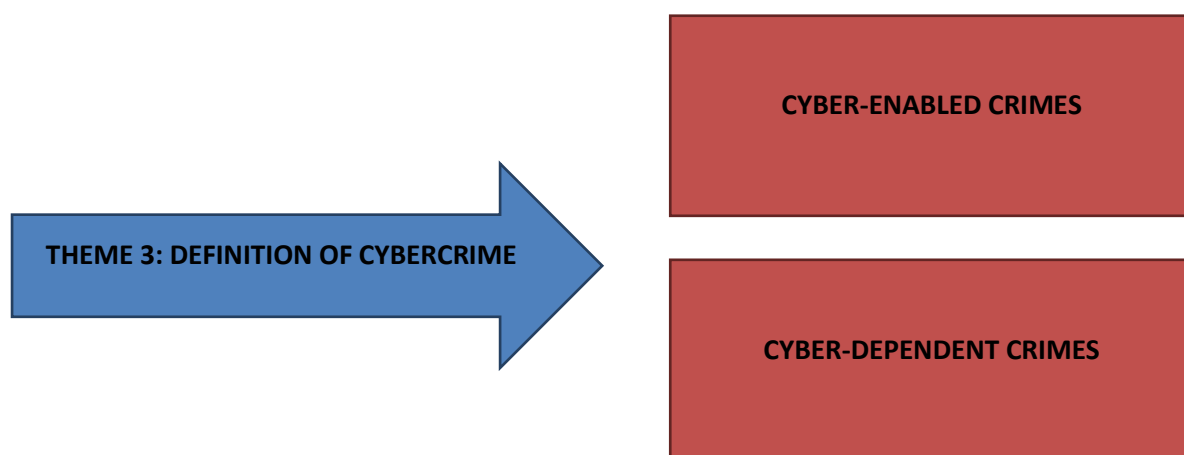 CYBER-ENABLED CRIMES
THEME 3: DEFINITION OF CYBERCRIME
CYBER-DEPENDENT CRIMES